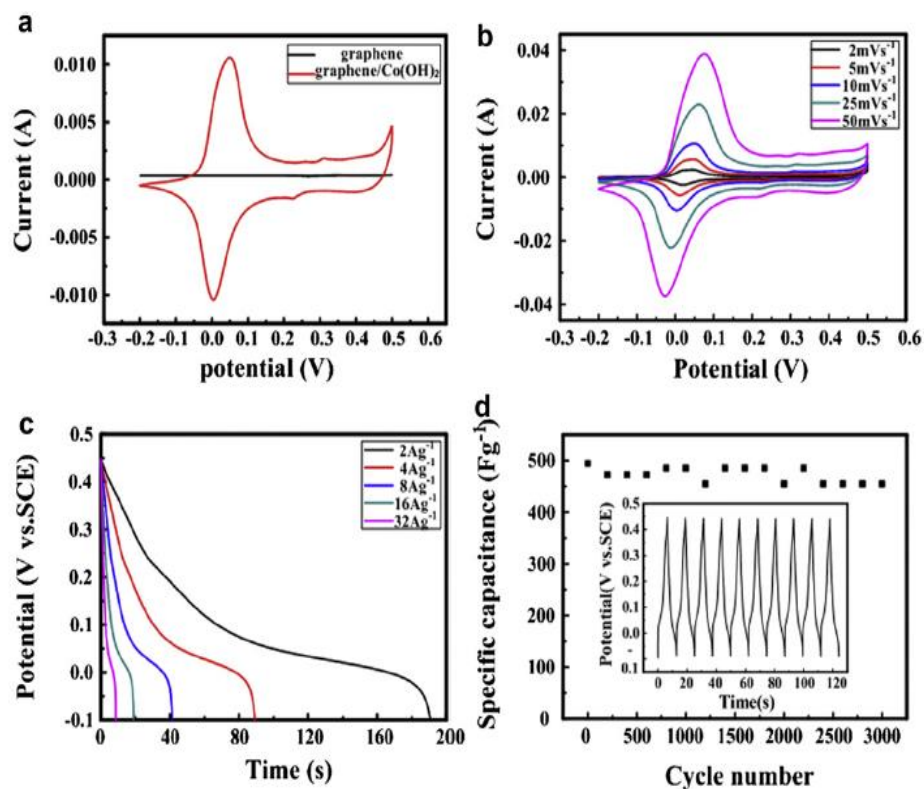 a
0.010
0.005
0.000
-0.005
-0.010
Current (A)
graphene
graphene/Co(OH)₂
-0.3 -0.2 -0.1 0.0 0.1 0.2 0.3 0.4 0.5 0.6
potential (V)
b
0.04
0.02
0.00
-0.02
-0.04
Current (A)
2mVs⁻¹
5mVs⁻¹
10mVs⁻¹
25mVs⁻¹
50mVs⁻¹
-0.3 -0.2 -0.1 0.0 0.1 0.2 0.3 0.4 0.5 0.6
Potential (V)
c
0.5
0.4
0.3
0.2
0.1
0.0
-0.1
Potential (V vs.SCE)
2Ag⁻¹
4Ag⁻¹
8Ag⁻¹
16Ag⁻¹
32Ag⁻¹
0 40 80 120 160 200
Time (s)
d
500
400
300
200
100
0
Specific capacitance (Fg⁻¹)
0.4
0.3
0.2
0.1
0.0
-
0.1
Potential(V vs.SCE)
0 20 40 60 80 100 120
Time(s)
0 500 1000 1500 2000 2500 3000
Cycle number